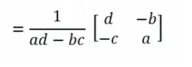 = 1/(ad − bc) [d −b
−c a]